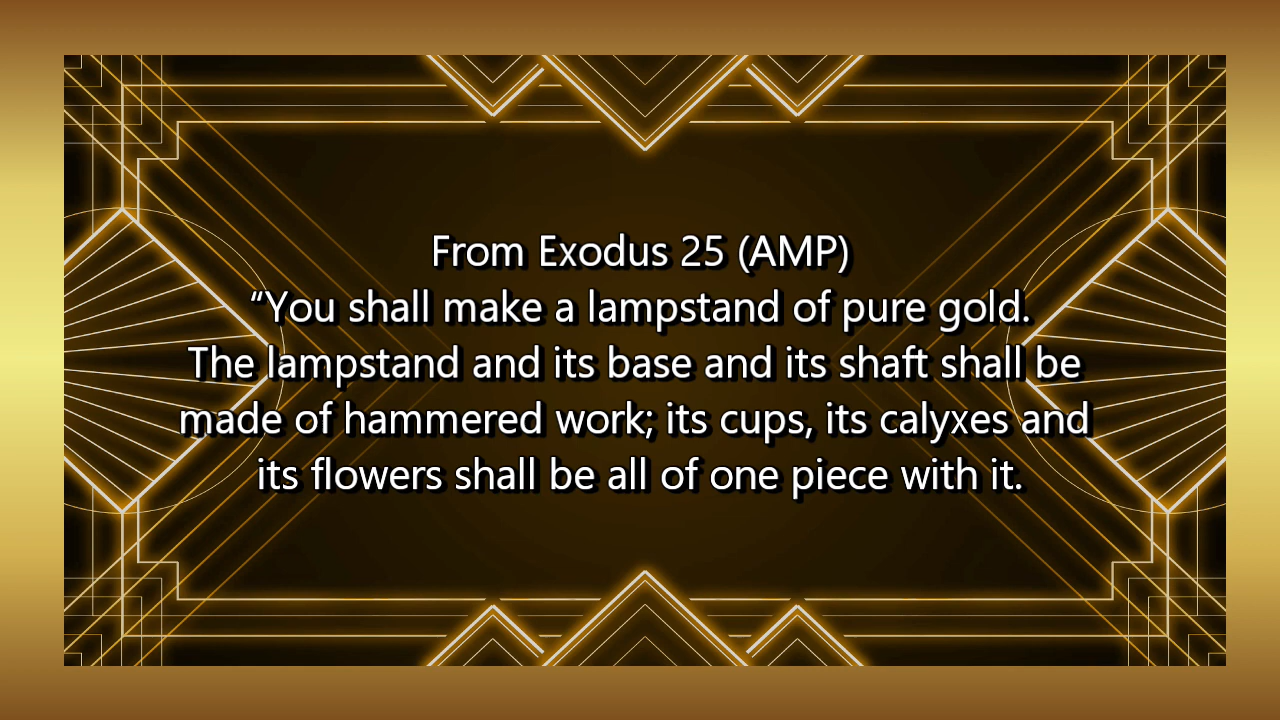 From Exodus 25 (AMP)
“You shall make a lampstand of pure gold.
The lampstand and its base and its shaft shall be
made of hammered work; its cups, its calyxes and
its flowers shall be all of one piece with it.